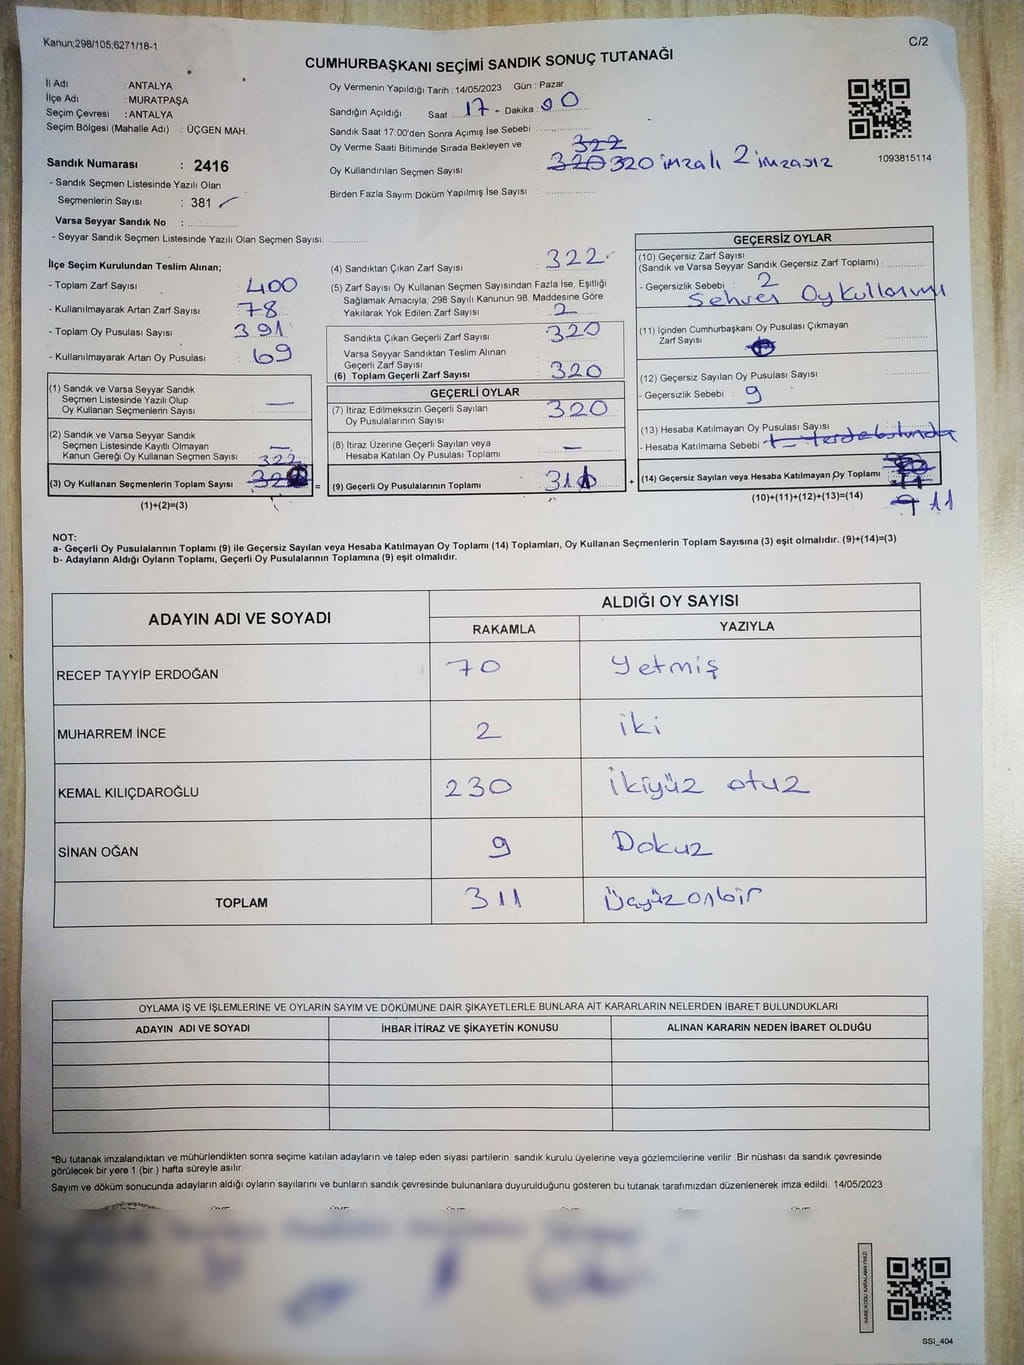 Kanun;298/105;6271/18-1
C/2
CUMHURBAŞKANI SEÇİMİ SANDIK SONUÇ TUTANAĞI
İl Adı : ANTALYA
İlçe Adı : MURATPAŞA
Seçim Çevresi : ANTALYA
Seçim Bölgesi (Mahalle Adı) : ÜÇGEN MAH.
Sandık Numarası : 2416
- Sandık Seçmen Listesinde Yazılı Olan
Seçmenlerin Sayısı : 381
Varsa Seyyar Sandık No :
- Seyyar Sandık Seçmen Listesinde Yazılı Olan Seçmen Sayısı:
Oy Vermenin Yapıldığı Tarih : 14/05/2023 Gün : Pazar
Sandığın Açıldığı Saat 17 - Dakika : 00
Sandık Saat 17:00'den Sonra Açımış İse Sebebi :
Oy Verme Saati Bitiminde Sırada Bekleyen ve 322
Oy Kullandırılan Seçmen Sayısı 320 320 imzalı 2 imzasız
Birden Fazla Sayım Döküm Yapılmış İse Sayısı :
1093815114
İlçe Seçim Kurulundan Teslim Alınan;
- Toplam Zarf Sayısı : 400
- Kullanılmayarak Artan Zarf Sayısı : 78
- Toplam Oy Pusulası Sayısı : 391
- Kullanılmayarak Artan Oy Pusulası : 69
(1) Sandık ve Varsa Seyyar Sandık
Seçmen Listesinde Yazılı Olup
Oy Kullanan Seçmenlerin Sayısı : —
(2) Sandık ve Varsa Seyyar Sandık
Seçmen Listesinde Kayıtlı Olmayan
Kanun Gereği Oy Kullanan Seçmen Sayısı : —
322
(3) Oy Kullanan Seçmenlerin Toplam Sayısı
(1)+(2)=(3)
(4) Sandıktan Çıkan Zarf Sayısı 322
(5) Zarf Sayısı Oy Kullanan Seçmen Sayısından Fazla İse, Eşitliği
Sağlamak Amacıyla; 298 Sayılı Kanunun 98. Maddesine Göre
Yakılarak Yok Edilen Zarf Sayısı : 2
Sandıkta Çıkan Geçerli Zarf Sayısı : 320
Varsa Seyyar Sandıktan Teslim Alınan
Geçerli Zarf Sayısı :
(6) Toplam Geçerli Zarf Sayısı 320
GEÇERLİ OYLAR
(7) İtiraz Edilmeksizin Geçerli Sayılan 320
Oy Pusulasının Sayısı
(8) İtiraz Üzerine Geçerli Sayılan veya —
Hesaba Katılan Oy Pusulası Toplamı
= (9) Geçerli Oy Pusulalarının Toplamı 311
GEÇERSİZ OYLAR
(10) Geçersiz Zarf Sayısı
(Sandık ve Varsa Seyyar Sandık Geçersiz Zarf Toplamı) :
- Geçersizlik Sebebi : 2
Sehven Oy Kullanımı
(11) İçinden Cumhurbaşkanı Oy Pusulası Çıkmayan
Zarf Sayısı
(12) Geçersiz Sayılan Oy Pusulası Sayısı :
- Geçersizlik Sebebi : 9
(13) Hesaba Katılmayan Oy Pusulası Sayısı :
- Hesaba Katılmama Sebebi :
+ (14) Geçersiz Sayılan veya Hesaba Katılmayan Oy Toplamı
(10)+(11)+(12)+(13)=(14) 9 11
NOT:
a- Geçerli Oy Pusulalarının Toplamı (9) ile Geçersiz Sayılan veya Hesaba Katılmayan Oy Toplamı (14) Toplamları, Oy Kullanan Seçmenlerin Toplam Sayısına (3) eşit olmalıdır. (9)+(14)=(3)
b- Adayların Aldığı Oyların Toplamı, Geçerli Oy Pusulalarının Toplamına (9) eşit olmalıdır.
ADAYIN ADI VE SOYADI ALDIĞI OY SAYISI
RAKAMLA YAZIYLA
RECEP TAYYİP ERDOĞAN 70 Yetmiş
MUHARREM İNCE 2 iki
KEMAL KILIÇDAROĞLU 230 İkiyüz otuz
SİNAN OĞAN 9 Dokuz
TOPLAM 311 Üçyüzonbir
OYLAMA İŞ VE İŞLEMLERİNE VE OYLARIN SAYIM VE DÖKÜMÜNE DAİR ŞİKAYETLERLE BUNLARA AİT KARARLARIN NELERDEN İBARET BULUNDUKLARI
ADAYIN ADI VE SOYADI İHBAR İTİRAZ VE ŞİKAYETİN KONUSU ALINAN KARARIN NEDEN İBARET OLDUĞU
*Bu tutanak imzalandıktan ve mühürlendikten sonra seçime katılan adayların ve talep eden siyasi partilerin sandık kurulu üyelerine veya gözlemcilerine verilir .Bir nüshası da sandık çevresinde
görülecek bir yere 1 (bir ) hafta süreyle asılır.
Sayım ve döküm sonucunda adayların aldığı oyların sayılarını ve bunların sandık çevresinde bulunanlara duyurulduğunu gösteren bu tutanak tarafımızdan düzenlenerek imza edildi. 14/05/2023
SSİ_404